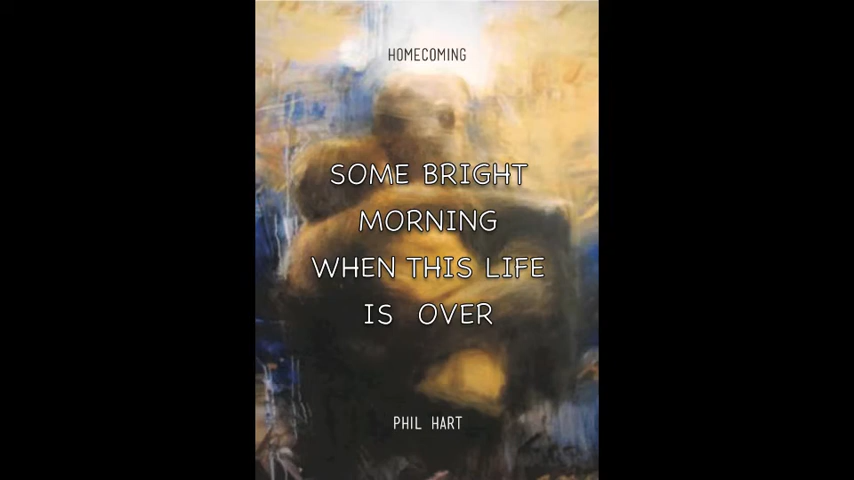 HOMECOMING
SOME BRIGHT
MORNING
WHEN THIS LIFE
IS OVER
PHIL HART